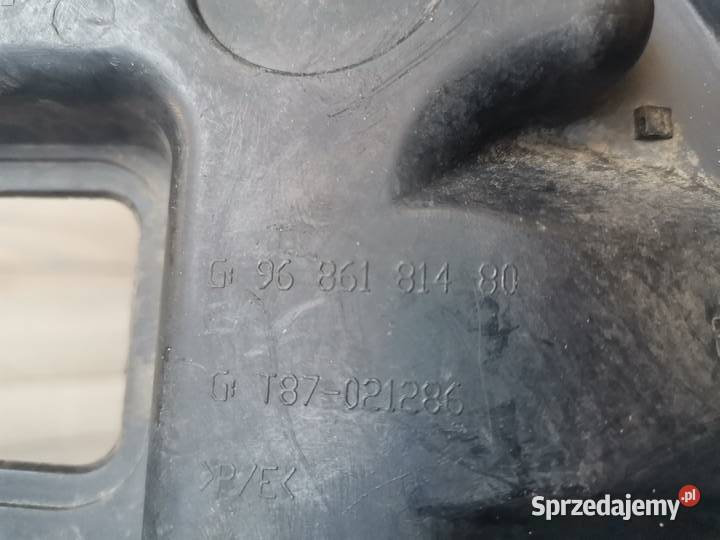 G: 96 861 814 80
G: T87-021286
>P/E<
Sprzedajemy.pl